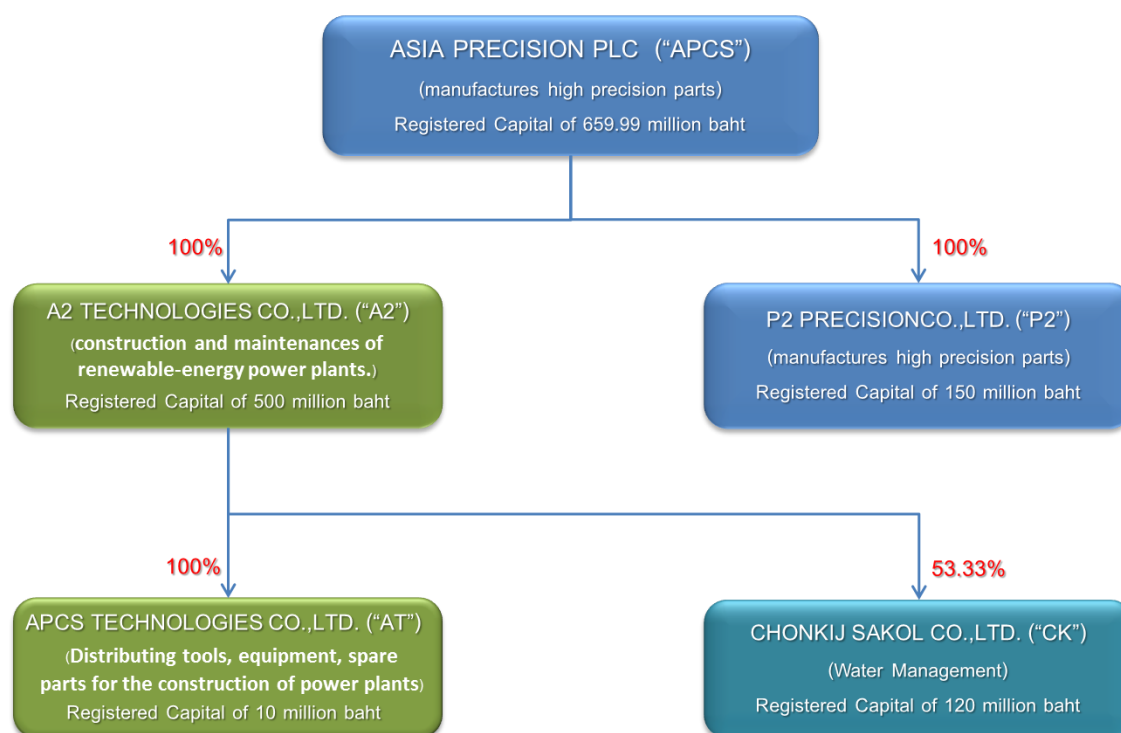 ASIA PRECISION PLC (“APCS”)
(manufactures high precision parts)
Registered Capital of 659.99 million baht
100%
100%
A2 TECHNOLOGIES CO.,LTD. (“A2”)
(construction and maintenances of
renewable-energy power plants.)
Registered Capital of 500 million baht
P2 PRECISIONCO.,LTD. (“P2”)
(manufactures high precision parts)
Registered Capital of 150 million baht
100%
53.33%
APCS TECHNOLOGIES CO.,LTD. (“AT”)
(Distributing tools, equipment, spare
parts for the construction of power plants)
Registered Capital of 10 million baht
CHONKIJ SAKOL CO.,LTD. (“CK”)
(Water Management)
Registered Capital of 120 million baht